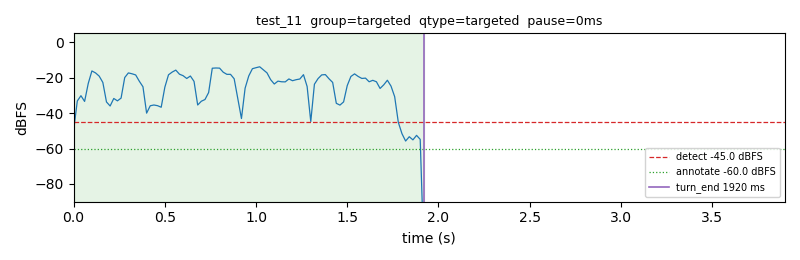 test_11  group=targeted  qtype=targeted  pause=0ms
0
−20
−40
−60
−80
dBFS
0.0
0.5
1.0
1.5
2.0
2.5
3.0
3.5
time (s)
detect -45.0 dBFS
annotate -60.0 dBFS
turn_end 1920 ms